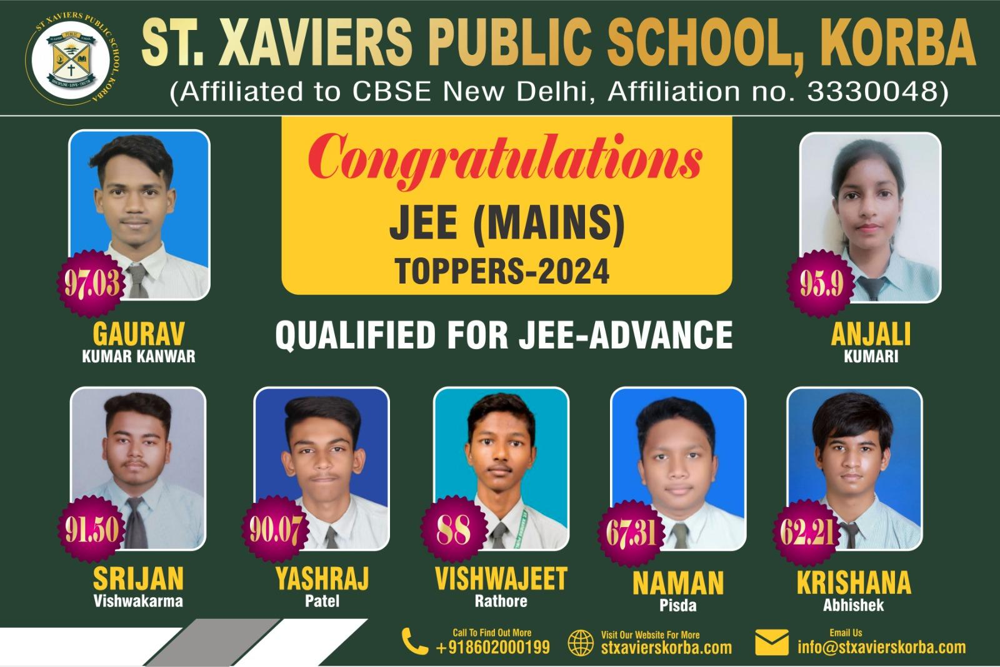 ST XAVIERS PUBLIC SCHOOL, KORBA
ST. XAVIERS PUBLIC SCHOOL
DISCIPLINE - LOVE - TRUTH
ST. XAVIERS PUBLIC SCHOOL, KORBA
(Affiliated to CBSE New Delhi, Affiliation no. 3330048)
Congratulations
JEE (MAINS)
TOPPERS-2024
QUALIFIED FOR JEE-ADVANCE
97.03
GAURAV
KUMAR KANWAR
95.9
ANJALI
KUMARI
91.50
SRIJAN
Vishwakarma
90.07
YASHRAJ
Patel
88
VISHWAJEET
Rathore
67.31
NAMAN
Pisda
62.21
KRISHANA
Abhishek
Call To Find Out More
+918602000199
Visit Our Website For More
stxavierskorba.com
Email Us
info@stxavierskorba.com